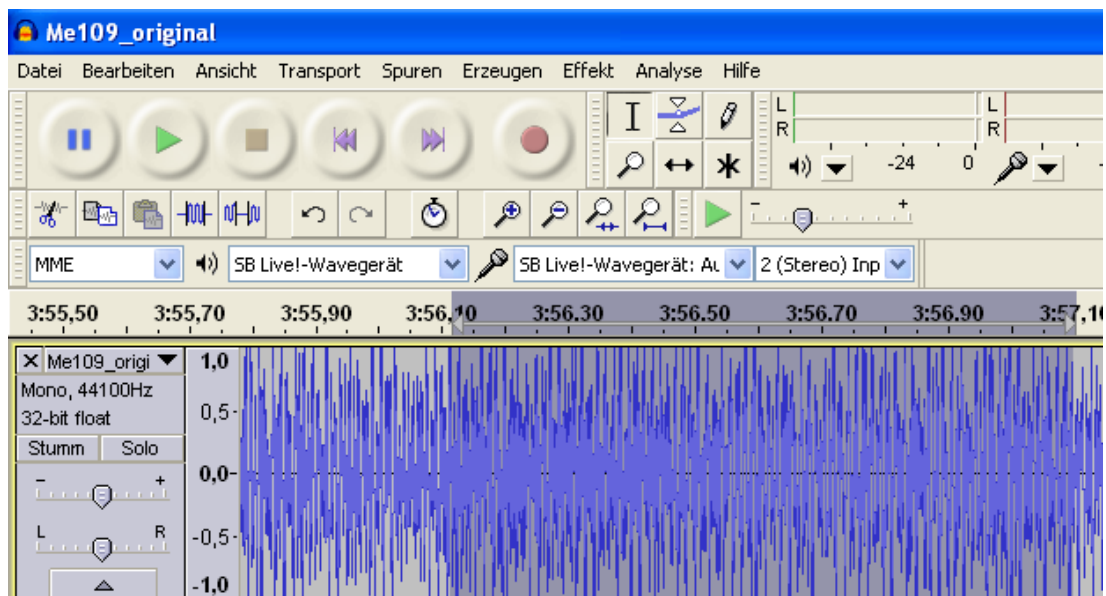 Me109_original
Datei Bearbeiten Ansicht Transport Spuren Erzeugen Effekt Analyse Hilfe
L L
R R
-24 0
- +
MME SB Live!-Wavegerät SB Live!-Wavegerät: Au 2 (Stereo) Inp
3:55,50 3:55,70 3:55,90 3:56,10 3:56.30 3:56.50 3:56.70 3:56.90 3:57,10
X Me109_origi 1,0
Mono, 44100Hz
32-bit float 0,5-
Stumm Solo
- + 0,0-
L R -0,5-
-1,0